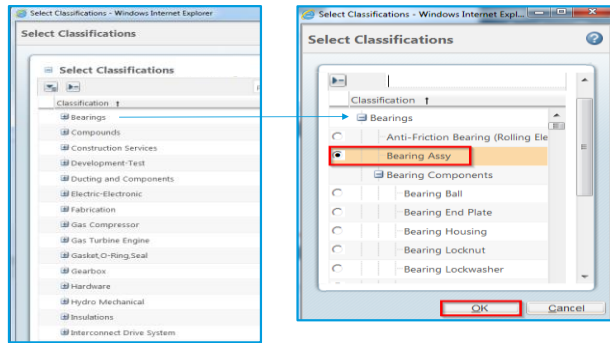 Select Classifications - Windows Internet Explorer
Select Classifications
Select Classifications
Classification
Bearings
Compounds
Construction Services
Development-Test
Ducting and Components
Electric-Electronic
Fabrication
Gas Compressor
Gas Turbine Engine
Gasket,O-Ring,Seal
Gearbox
Hardware
Hydro Mechanical
Insulations
Interconnect Drive System
Select Classifications - Windows Internet Expl...
Select Classifications
Classification
Bearings
Anti-Friction Bearing (Rolling Ele
Bearing Assy
Bearing Components
Bearing Ball
Bearing End Plate
Bearing Housing
Bearing Locknut
Bearing Lockwasher
OK Cancel